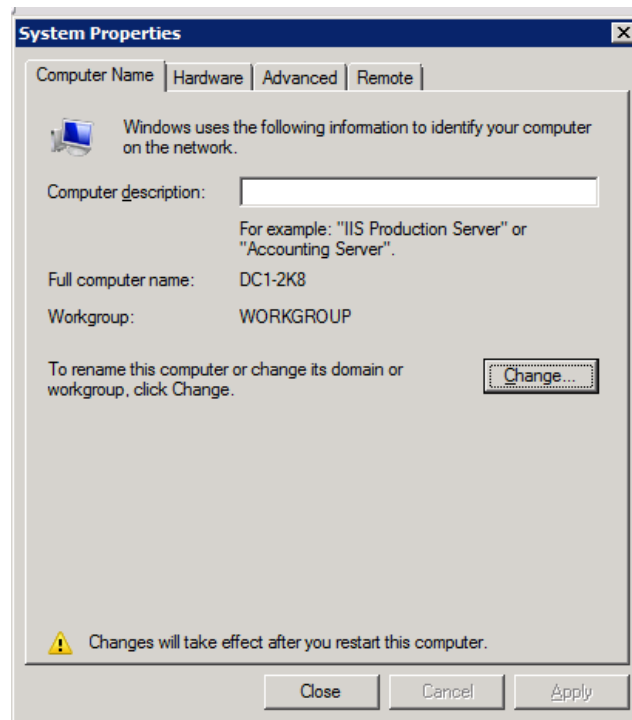 System Properties
Computer Name
Hardware
Advanced
Remote
Windows uses the following information to identify your computer
on the network.
Computer description:
For example: "IIS Production Server" or
"Accounting Server".
Full computer name:
DC1-2K8
Workgroup:
WORKGROUP
To rename this computer or change its domain or
workgroup, click Change.
Change...
Changes will take effect after you restart this computer.
Close
Cancel
Apply